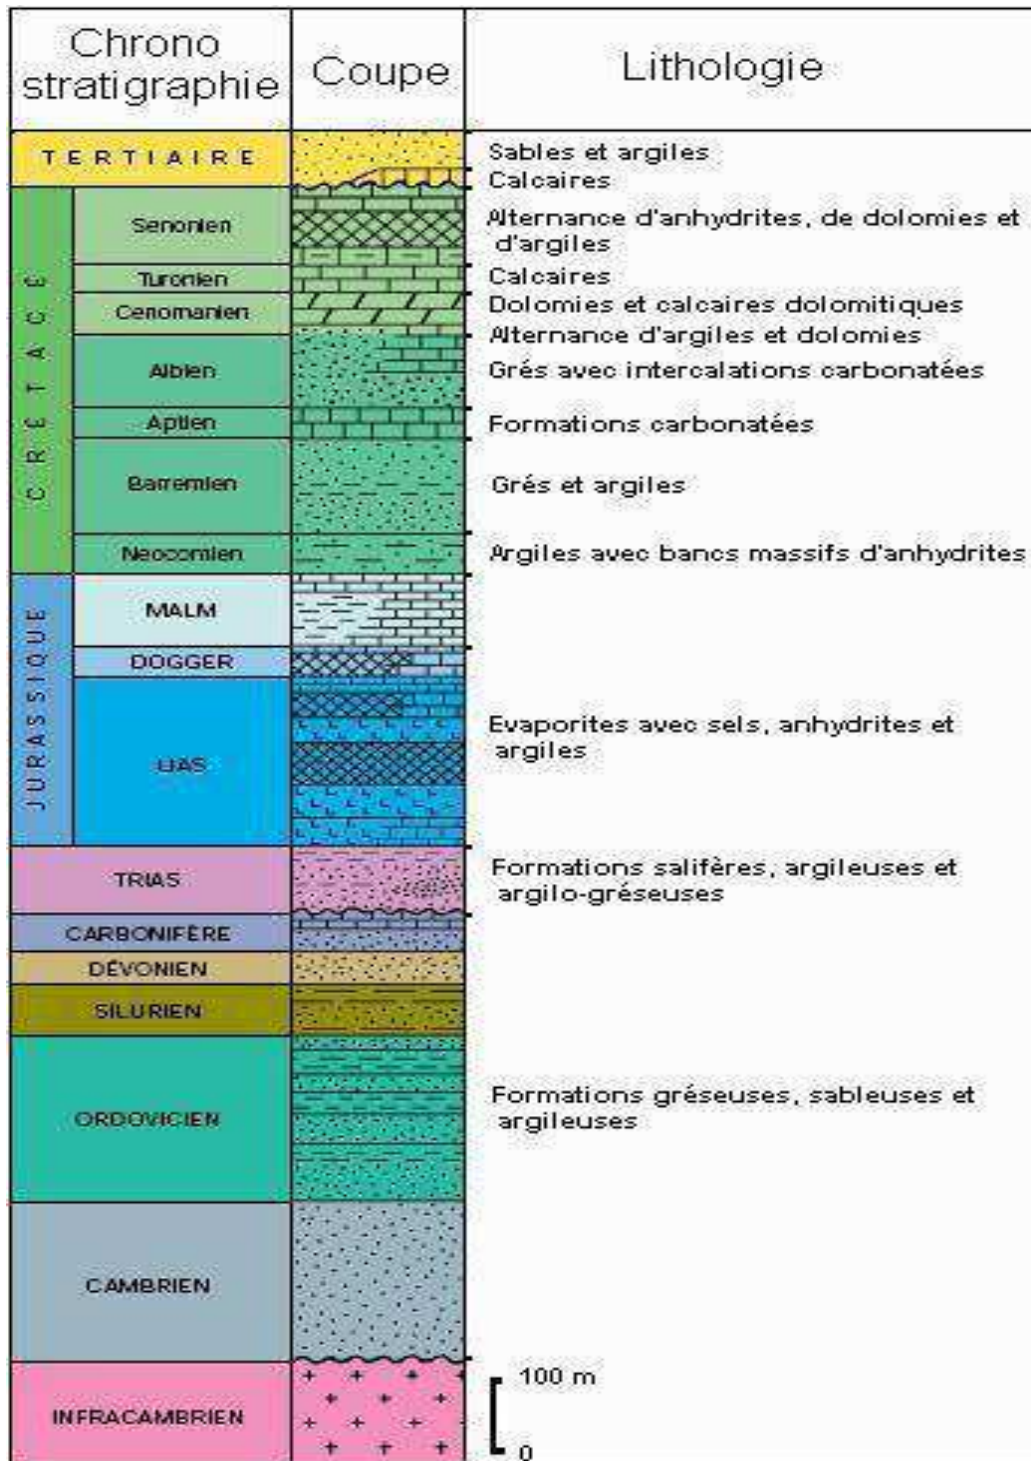 Chrono
stratigraphie
Coupe
Lithologie
TERTIAIRE
Sables et argiles
Calcaires
CRETACE
Senonien
Alternance d'anhydrites, de dolomies et
d'argiles
Turonien
Calcaires
Cenomanien
Dolomies et calcaires dolomitiques
Alternance d'argiles et dolomies
Albien
Grés avec intercalations carbonatées
Aptien
Formations carbonatées
Barremien
Grés et argiles
Neocomien
Argiles avec bancs massifs d'anhydrites
JURASSIQUE
MALM
DOGGER
LIAS
Evaporites avec sels, anhydrites et
argiles
TRIAS
Formations salifères, argileuses et
argilo-gréseuses
CARBONIFÈRE
DÉVONIEN
SILURIEN
ORDOVICIEN
Formations gréseuses, sableuses et
argileuses
CAMBRIEN
INFRACAMBRIEN
100 m
0